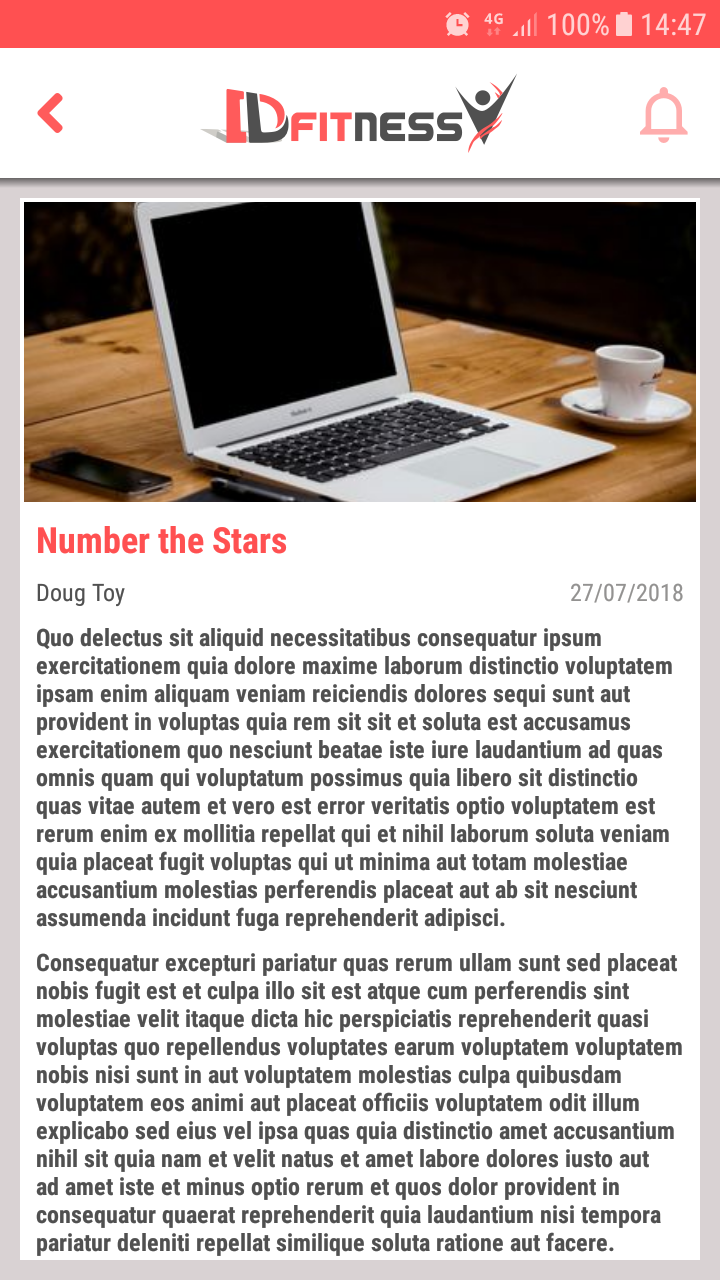 4G 100% 14:47
IDFITNESS
Number the Stars
Doug Toy 27/07/2018
Quo delectus sit aliquid necessitatibus consequatur ipsum
exercitationem quia dolore maxime laborum distinctio voluptatem
ipsam enim aliquam veniam reiciendis dolores sequi sunt aut
provident in voluptas quia rem sit sit et soluta est accusamus
exercitationem quo nesciunt beatae iste iure laudantium ad quas
omnis quam qui voluptatum possimus quia libero sit distinctio
quas vitae autem et vero est error veritatis optio voluptatem est
rerum enim ex mollitia repellat qui et nihil laborum soluta veniam
quia placeat fugit voluptas qui ut minima aut totam molestiae
accusantium molestias perferendis placeat aut ab sit nesciunt
assumenda incidunt fuga reprehenderit adipisci.
Consequatur excepturi pariatur quas rerum ullam sunt sed placeat
nobis fugit est et culpa illo sit est atque cum perferendis sint
molestiae velit itaque dicta hic perspiciatis reprehenderit quasi
voluptas quo repellendus voluptates earum voluptatem voluptatem
nobis nisi sunt in aut voluptatem molestias culpa quibusdam
voluptatem eos animi aut placeat officiis voluptatem odit illum
explicabo sed eius vel ipsa quas quia distinctio amet accusantium
nihil sit quia nam et velit natus et amet labore dolores iusto aut
ad amet iste et minus optio rerum et quos dolor provident in
consequatur quaerat reprehenderit quia laudantium nisi tempora
pariatur deleniti repellat similique soluta ratione aut facere.